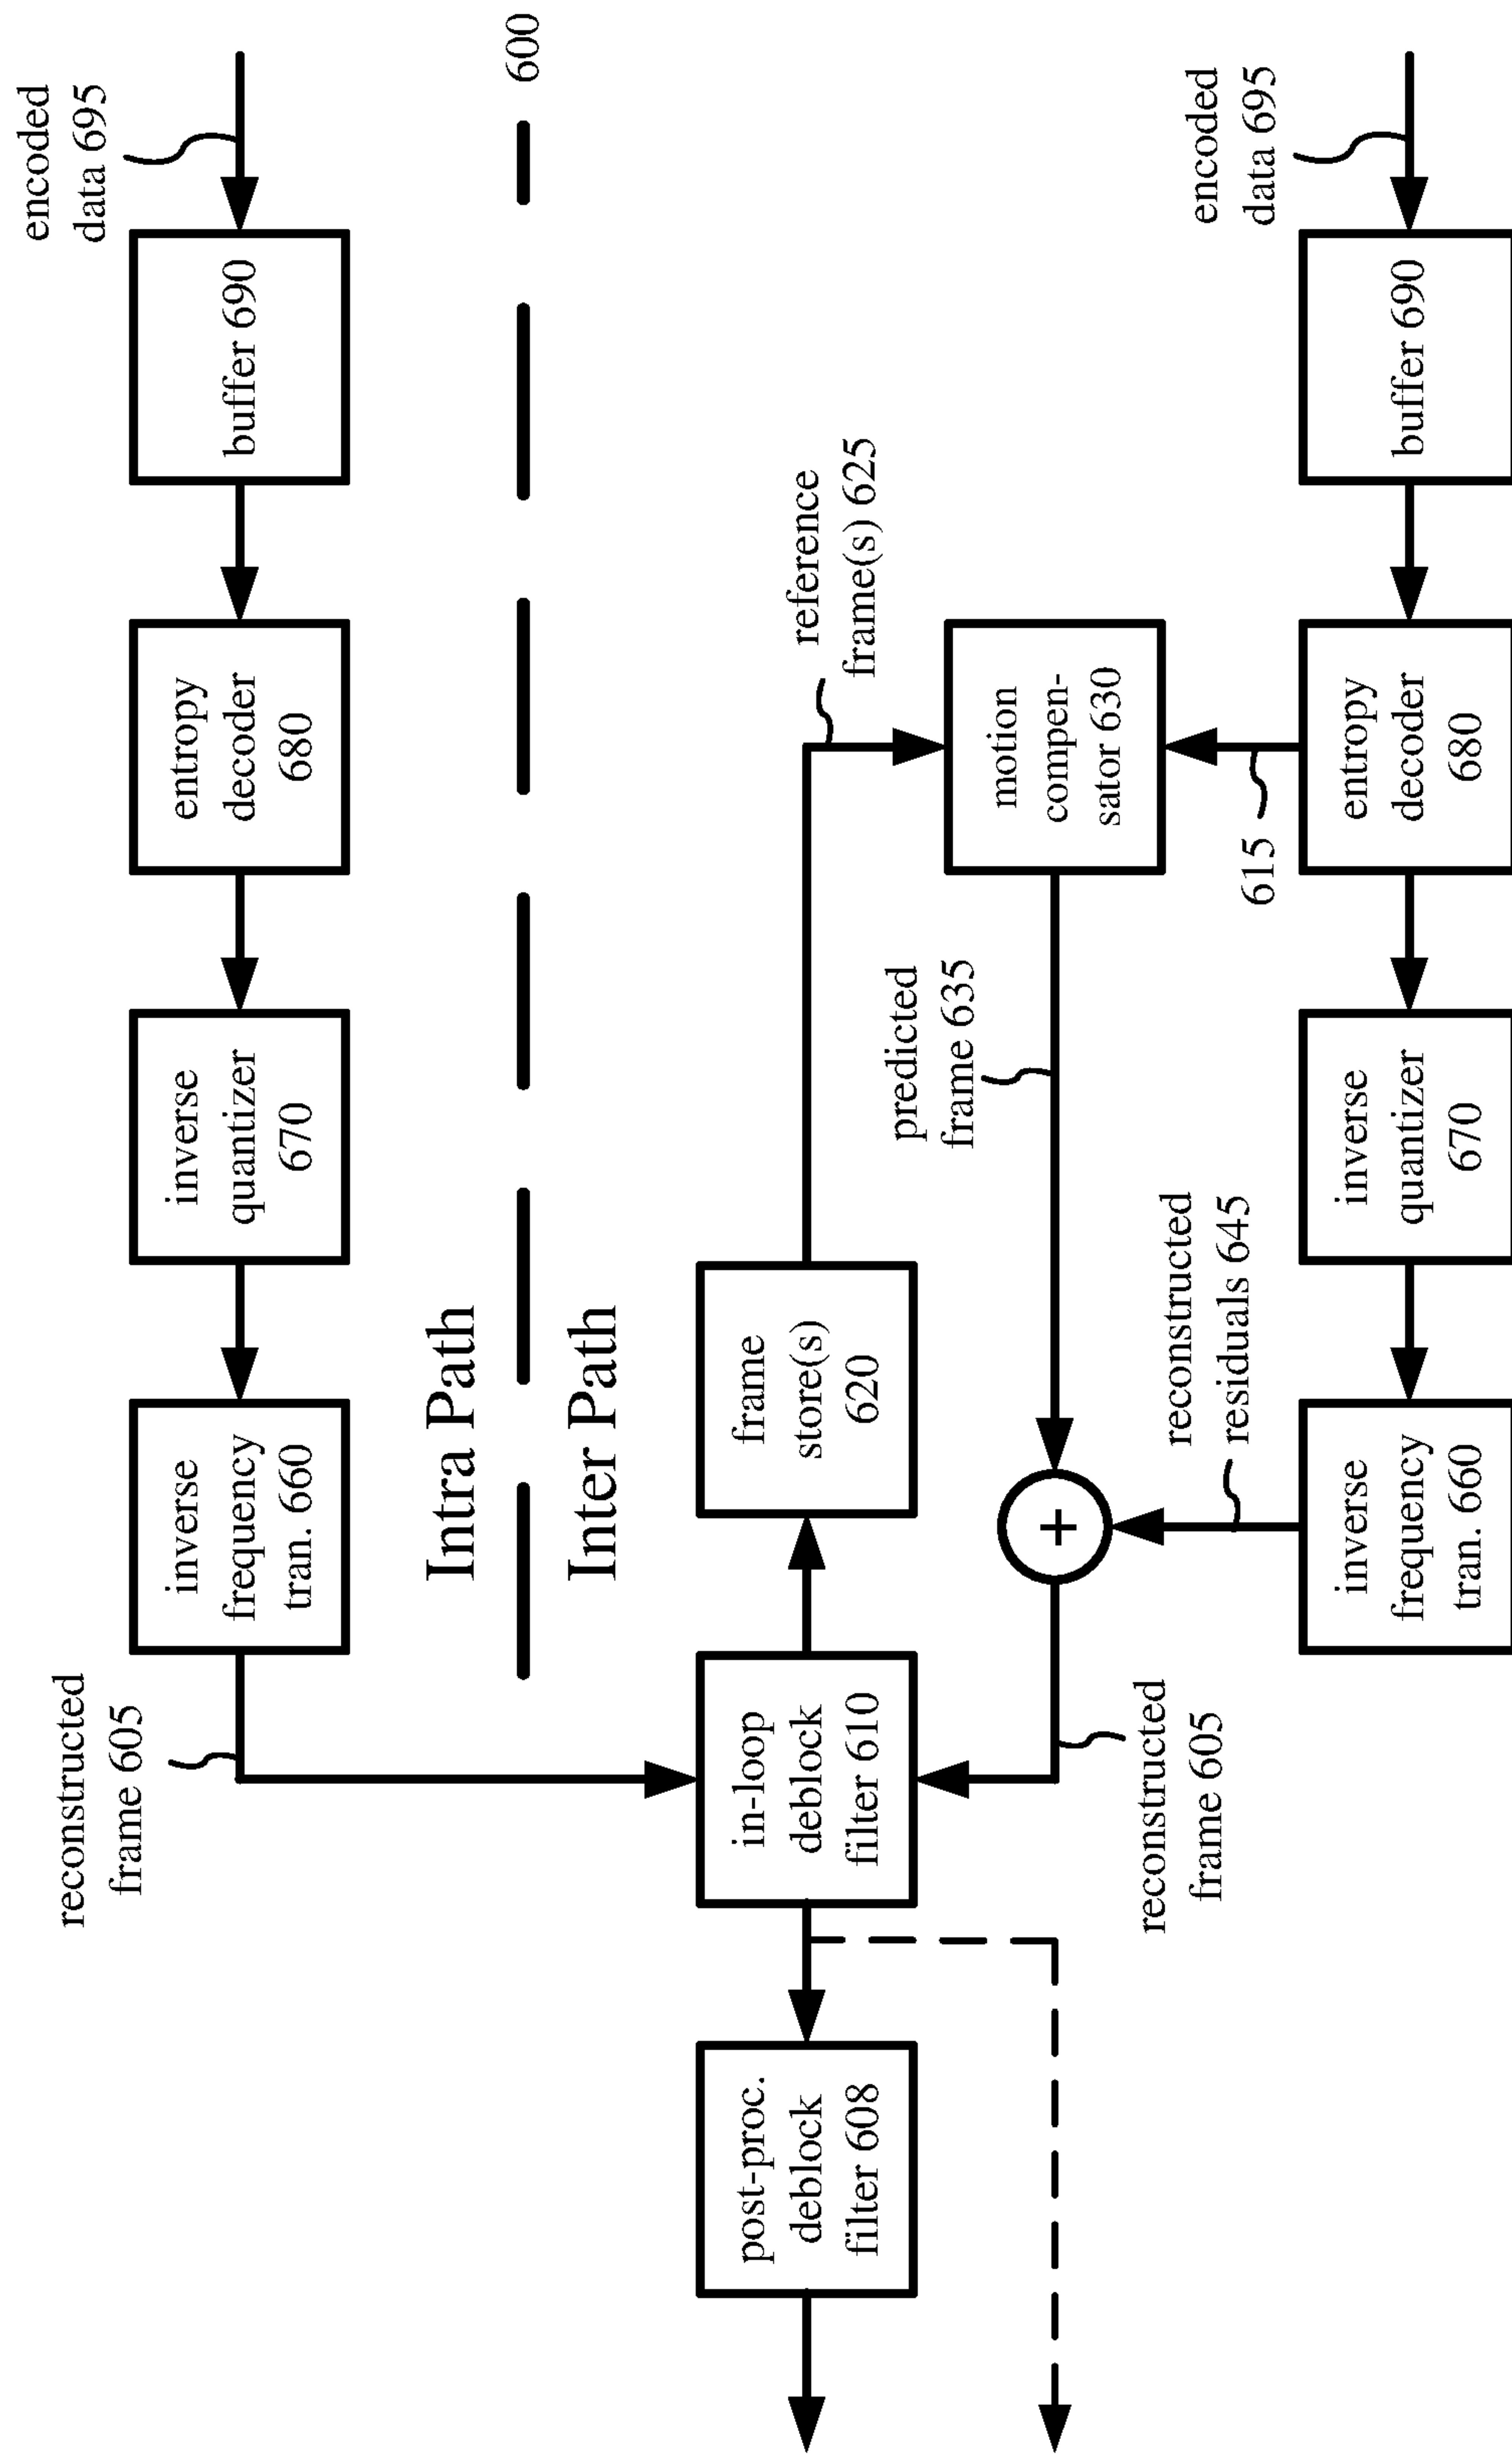 encoded
data 695
buffer 690
entropy
decoder
680
inverse
quantizer
670
inverse
frequency
tran. 660
reconstructed
frame 605
600
Intra Path
Inter Path
reference
frame(s) 625
frame
store(s)
620
in-loop
deblock
filter 610
post-proc.
deblock
filter 608
motion
compen-
sator 630
predicted
frame 635
+
reconstructed
frame 605
615
reconstructed
residuals 645
encoded
data 695
buffer 690
entropy
decoder
680
inverse
quantizer
670
inverse
frequency
tran. 660